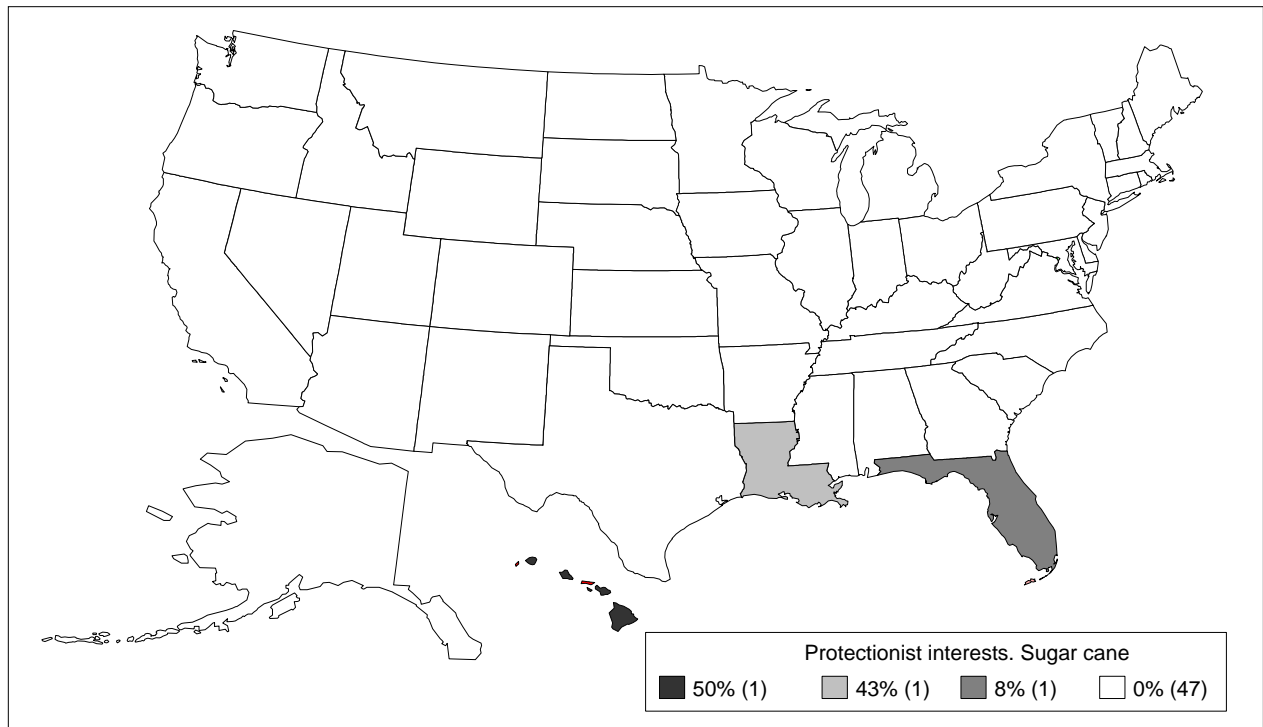 Protectionist interests. Sugar cane
50% (1) 43% (1) 8% (1) 0% (47)